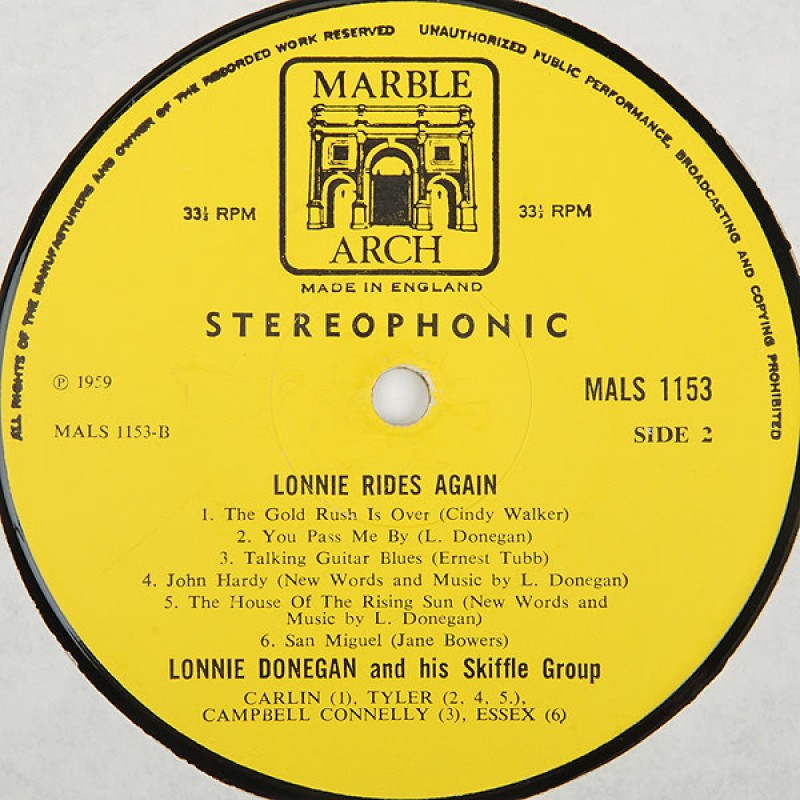 ALL RIGHTS OF THE MANUFACTURERS AND OWNER OF THE RECORDED WORK RESERVED UNAUTHORIZED PUBLIC PERFORMANCE, BROADCASTING AND COPYING PROHIBITED
MARBLE
ARCH
33⅓ RPM
33⅓ RPM
MADE IN ENGLAND
STEREOPHONIC
℗ 1959
MALS 1153
MALS 1153-B
SIDE 2
LONNIE RIDES AGAIN
1. The Gold Rush Is Over (Cindy Walker)
2. You Pass Me By (L. Donegan)
3. Talking Guitar Blues (Ernest Tubb)
4. John Hardy (New Words and Music by L. Donegan)
5. The House Of The Rising Sun (New Words and
Music by L. Donegan)
6. San Miguel (Jane Bowers)
LONNIE DONEGAN and his Skiffle Group
CARLIN (1), TYLER (2, 4, 5.),
CAMPBELL CONNELLY (3), ESSEX (6)